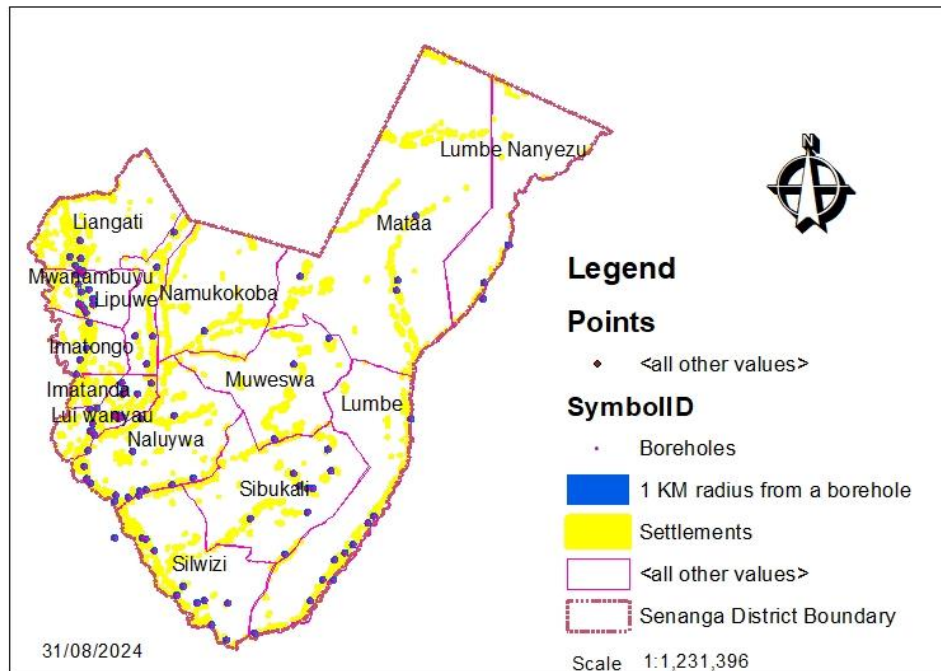 Lumbe Nanyezu
Liangati
Mataa
Mwanambuyu
Lipuwe
Namukokoba
Imatongo
Muweswa
Imatanda
Lumbe
Lui wanyau
Naluywa
Sibukali
Silwizi
31/08/2024
N
Legend
Points
<all other values>
SymbolID
Boreholes
1 KM radius from a borehole
Settlements
<all other values>
Senanga District Boundary
Scale 1:1,231,396